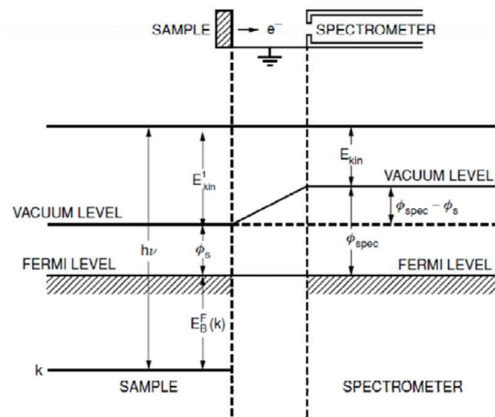 SAMPLE
e⁻
SPECTROMETER
E¹kin
Ekin
VACUUM LEVEL
VACUUM LEVEL
ϕspec − ϕs
hν
ϕs
ϕspec
FERMI LEVEL
FERMI LEVEL
E^F_B(k)
k
SAMPLE
SPECTROMETER